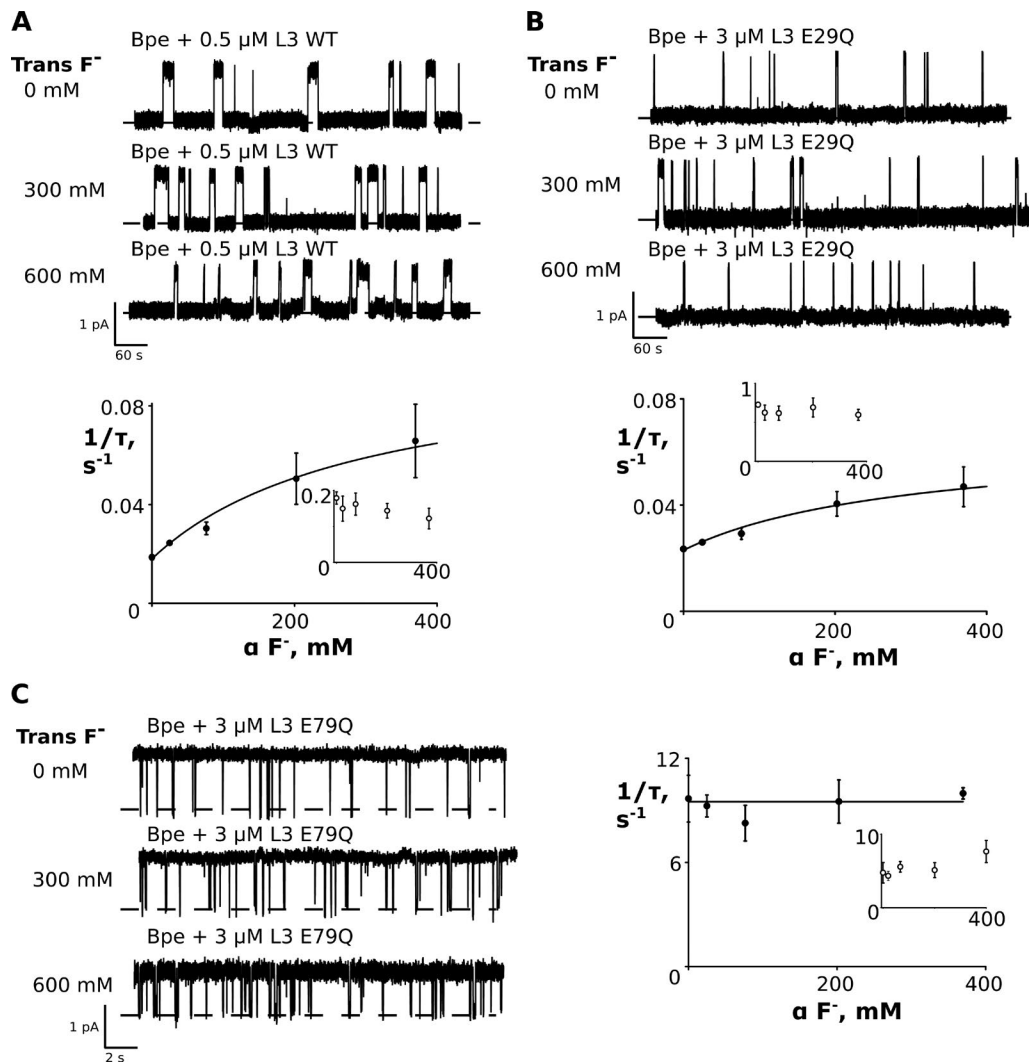 A
Bpe + 0.5 µM L3 WT
Trans F⁻
0 mM
Bpe + 0.5 µM L3 WT
300 mM
Bpe + 0.5 µM L3 WT
600 mM
1 pA
60 s
0.08
1/τ,
s⁻¹
0.04
0
200
400
0.2
0
400
α F⁻, mM
B
Bpe + 3 µM L3 E29Q
Trans F⁻
0 mM
Bpe + 3 µM L3 E29Q
300 mM
Bpe + 3 µM L3 E29Q
600 mM
1 pA
60 s
0.08
1/τ,
s⁻¹
0.04
0
200
400
1
0
400
α F⁻, mM
C
Bpe + 3 µM L3 E79Q
Trans F⁻
0 mM
Bpe + 3 µM L3 E79Q
300 mM
Bpe + 3 µM L3 E79Q
600 mM
1 pA
2 s
12
1/τ,
s⁻¹
6
0
200
400
10
0
400
α F⁻, mM